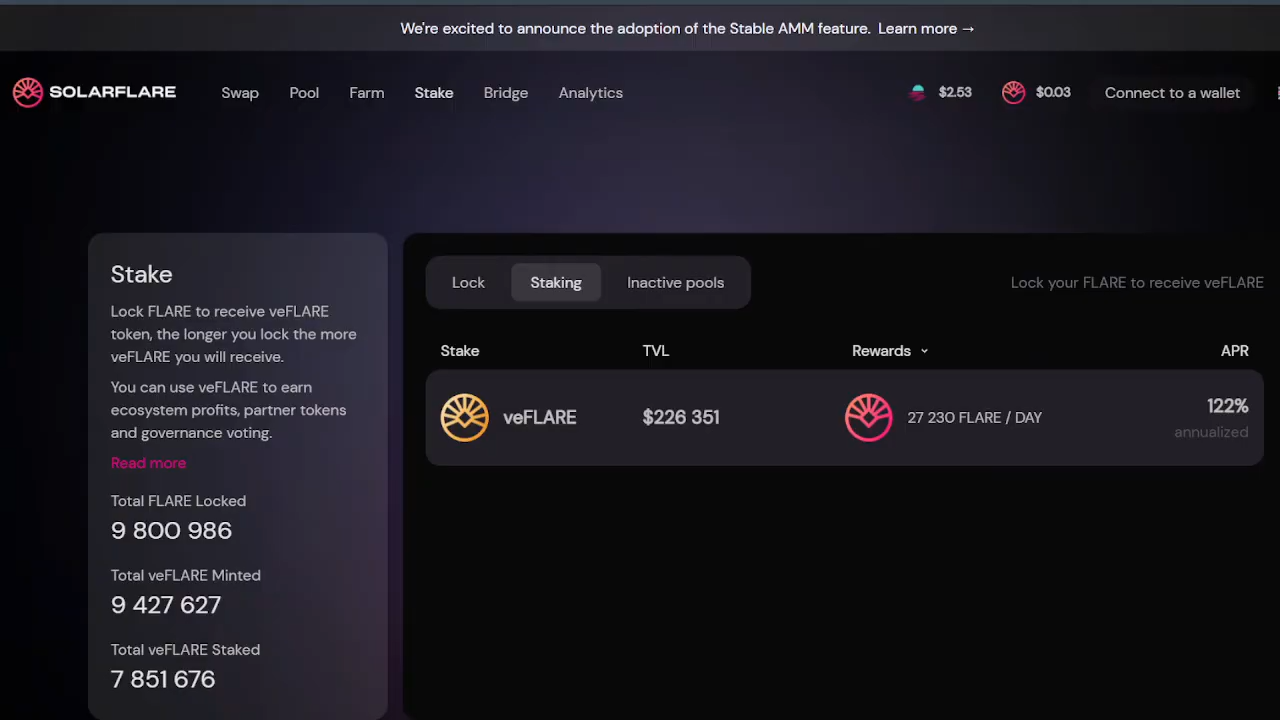 We're excited to announce the adoption of the Stable AMM feature. Learn more →
SOLARFLARE
Swap
Pool
Farm
Stake
Bridge
Analytics
$2.53
$0.03
Connect to a wallet
Stake
Lock FLARE to receive veFLARE
token, the longer you lock the more
veFLARE you will receive.
You can use veFLARE to earn
ecosystem profits, partner tokens
and governance voting.
Read more
Total FLARE Locked
9 800 986
Total veFLARE Minted
9 427 627
Total veFLARE Staked
7 851 676
Lock
Staking
Inactive pools
Lock your FLARE to receive veFLARE
Stake
TVL
Rewards
APR
veFLARE
$226 351
27 230 FLARE / DAY
122%
annualized